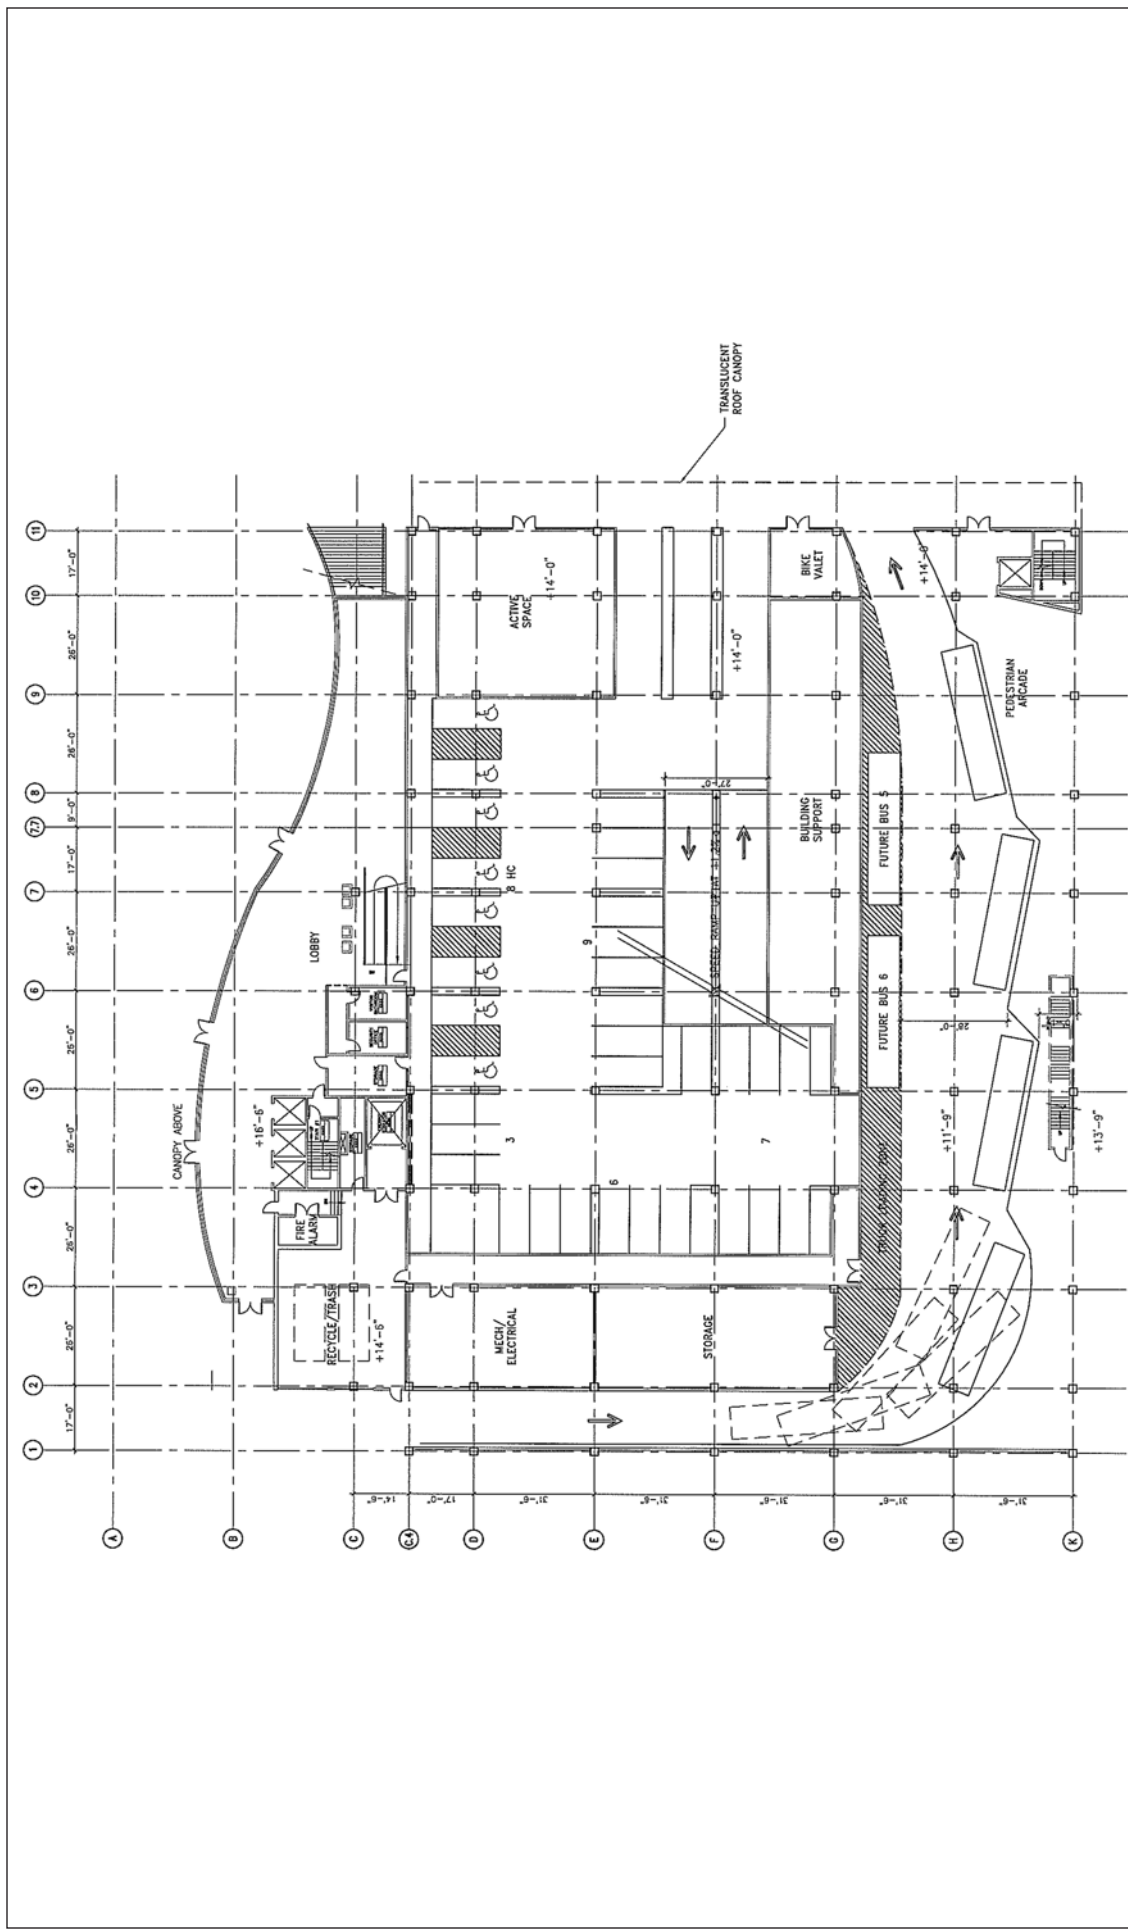 1
2
3
4
5
6
7
7.7
8
9
10
11
17'-0"
26'-0"
26'-0"
26'-0"
26'-0"
26'-0"
17'-0"
9'-0"
26'-0"
26'-0"
17'-0"
A
B
C
C.4
D
E
F
G
H
K
14'-6"
17'-0"
31'-6"
31'-6"
31'-6"
31'-6"
31'-6"
CANOPY ABOVE
+16'-6"
LOBBY
FIRE
ALARM
RECYCLE/TRASH
+14'-6"
MECH/
ELECTRICAL
STORAGE
3
6
7
9
8 HC
ACTIVE
SPACE
+14'-0"
+14'-0"
27'-0"
SPEED RAMP UP AT +12%
BUILDING
SUPPORT
BIKE
VALET
TRANSLUCENT
ROOF CANOPY
TRUCK LOADING ZONE
FUTURE BUS 6
FUTURE BUS 5
28'-0"
+11'-9"
+14'-0"
PEDESTRIAN
ARCADE
+13'-9"